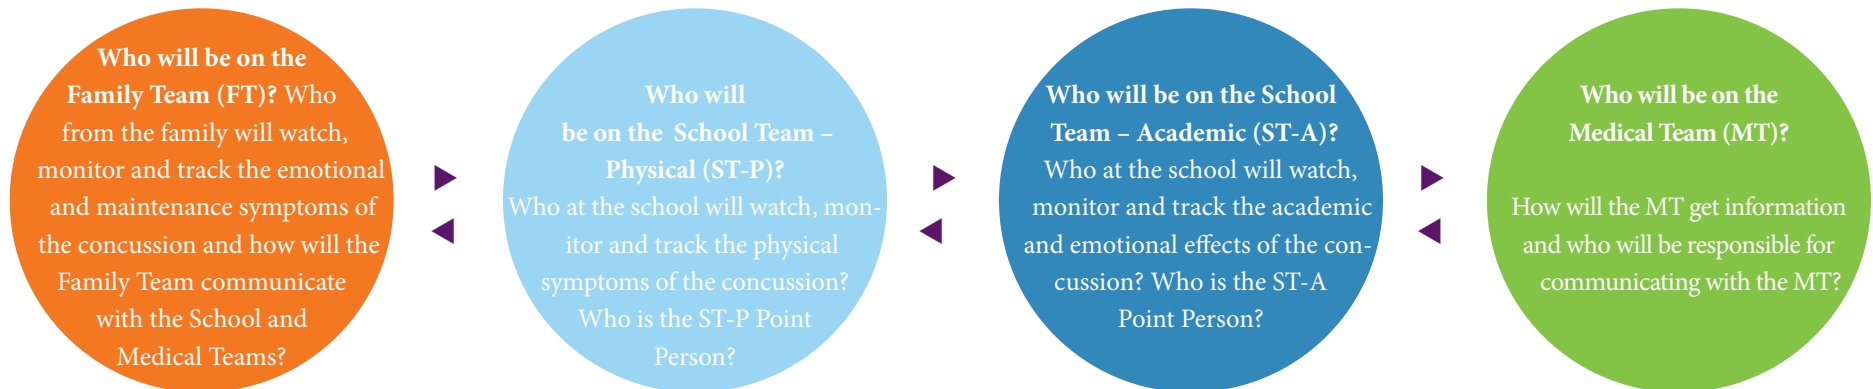 Who will be on the
Family Team (FT)? Who
from the family will watch,
monitor and track the emotional
and maintenance symptoms of
the concussion and how will the
Family Team communicate
with the School and
Medical Teams?
Who will
be on the School Team –
Physical (ST-P)?
Who at the school will watch, mon-
itor and track the physical
symptoms of the concussion?
Who is the ST-P Point
Person?
Who will be on the School
Team – Academic (ST-A)?
Who at the school will watch,
monitor and track the academic
and emotional effects of the con-
cussion? Who is the ST-A
Point Person?
Who will be on the
Medical Team (MT)?
How will the MT get information
and who will be responsible for
communicating with the MT?